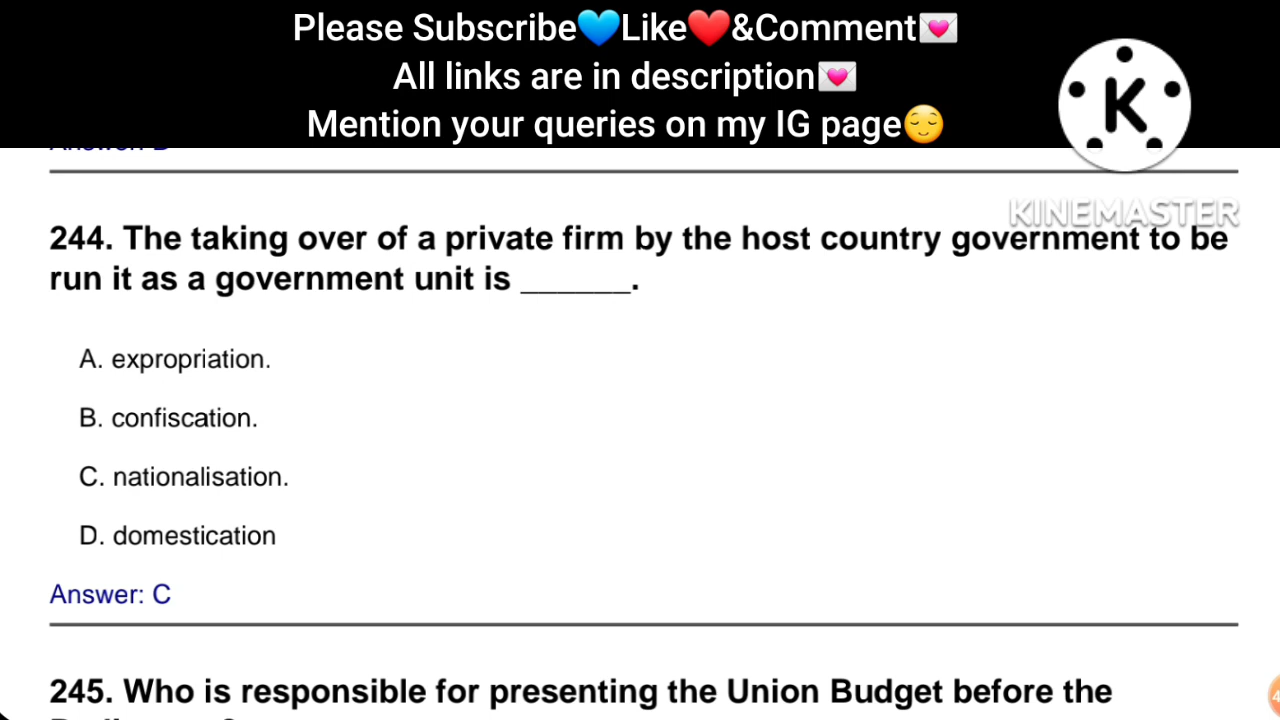 Please Subscribe💙Like❤️&Comment💌
All links are in description💌
Mention your queries on my IG page😌
K
KINEMASTER
244. The taking over of a private firm by the host country government to be
run it as a government unit is ______.
A. expropriation.
B. confiscation.
C. nationalisation.
D. domestication
Answer: C
245. Who is responsible for presenting the Union Budget before the